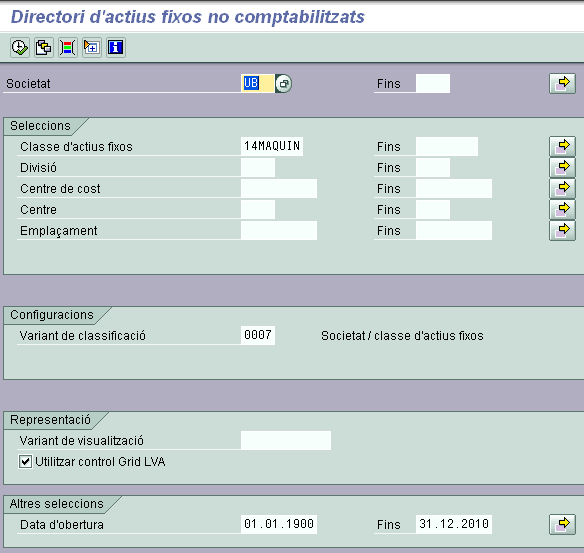 Directori d'actius fixos no comptabilitzats
Societat UB Fins
Seleccions
Classe d'actius fixos 14MAQUIN Fins
Divisió Fins
Centre de cost Fins
Centre Fins
Emplaçament Fins
Configuracions
Variant de classificació 0007 Societat / classe d'actius fixos
Representació
Variant de visualització
Utilitzar control Grid LVA
Altres seleccions
Data d'obertura 01.01.1900 Fins 31.12.2010